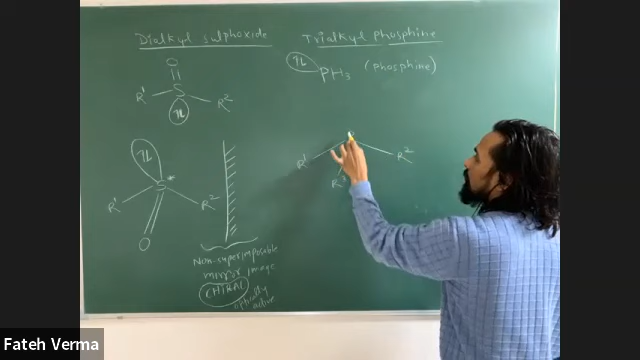 Dialkyl sulphoxide
O
S
R¹
R²
R¹
S*
R²
O
Non-superimposable
mirror image
CHIRAL
optically
active
Trialkyl Phosphine
PH₃ (Phosphine)
R¹
R²
Fateh Verma